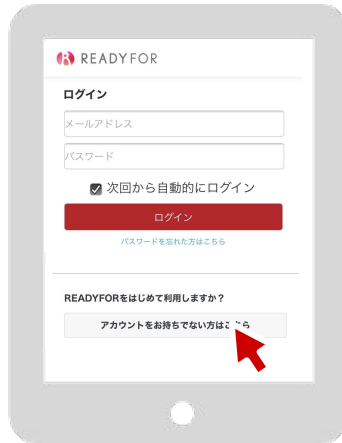 READYFOR
ログイン
メールアドレス
パスワード
次回から自動的にログイン
ログイン
パスワードを忘れた方はこちら
READYFORをはじめて利用しますか？
アカウントをお持ちでない方はこちら